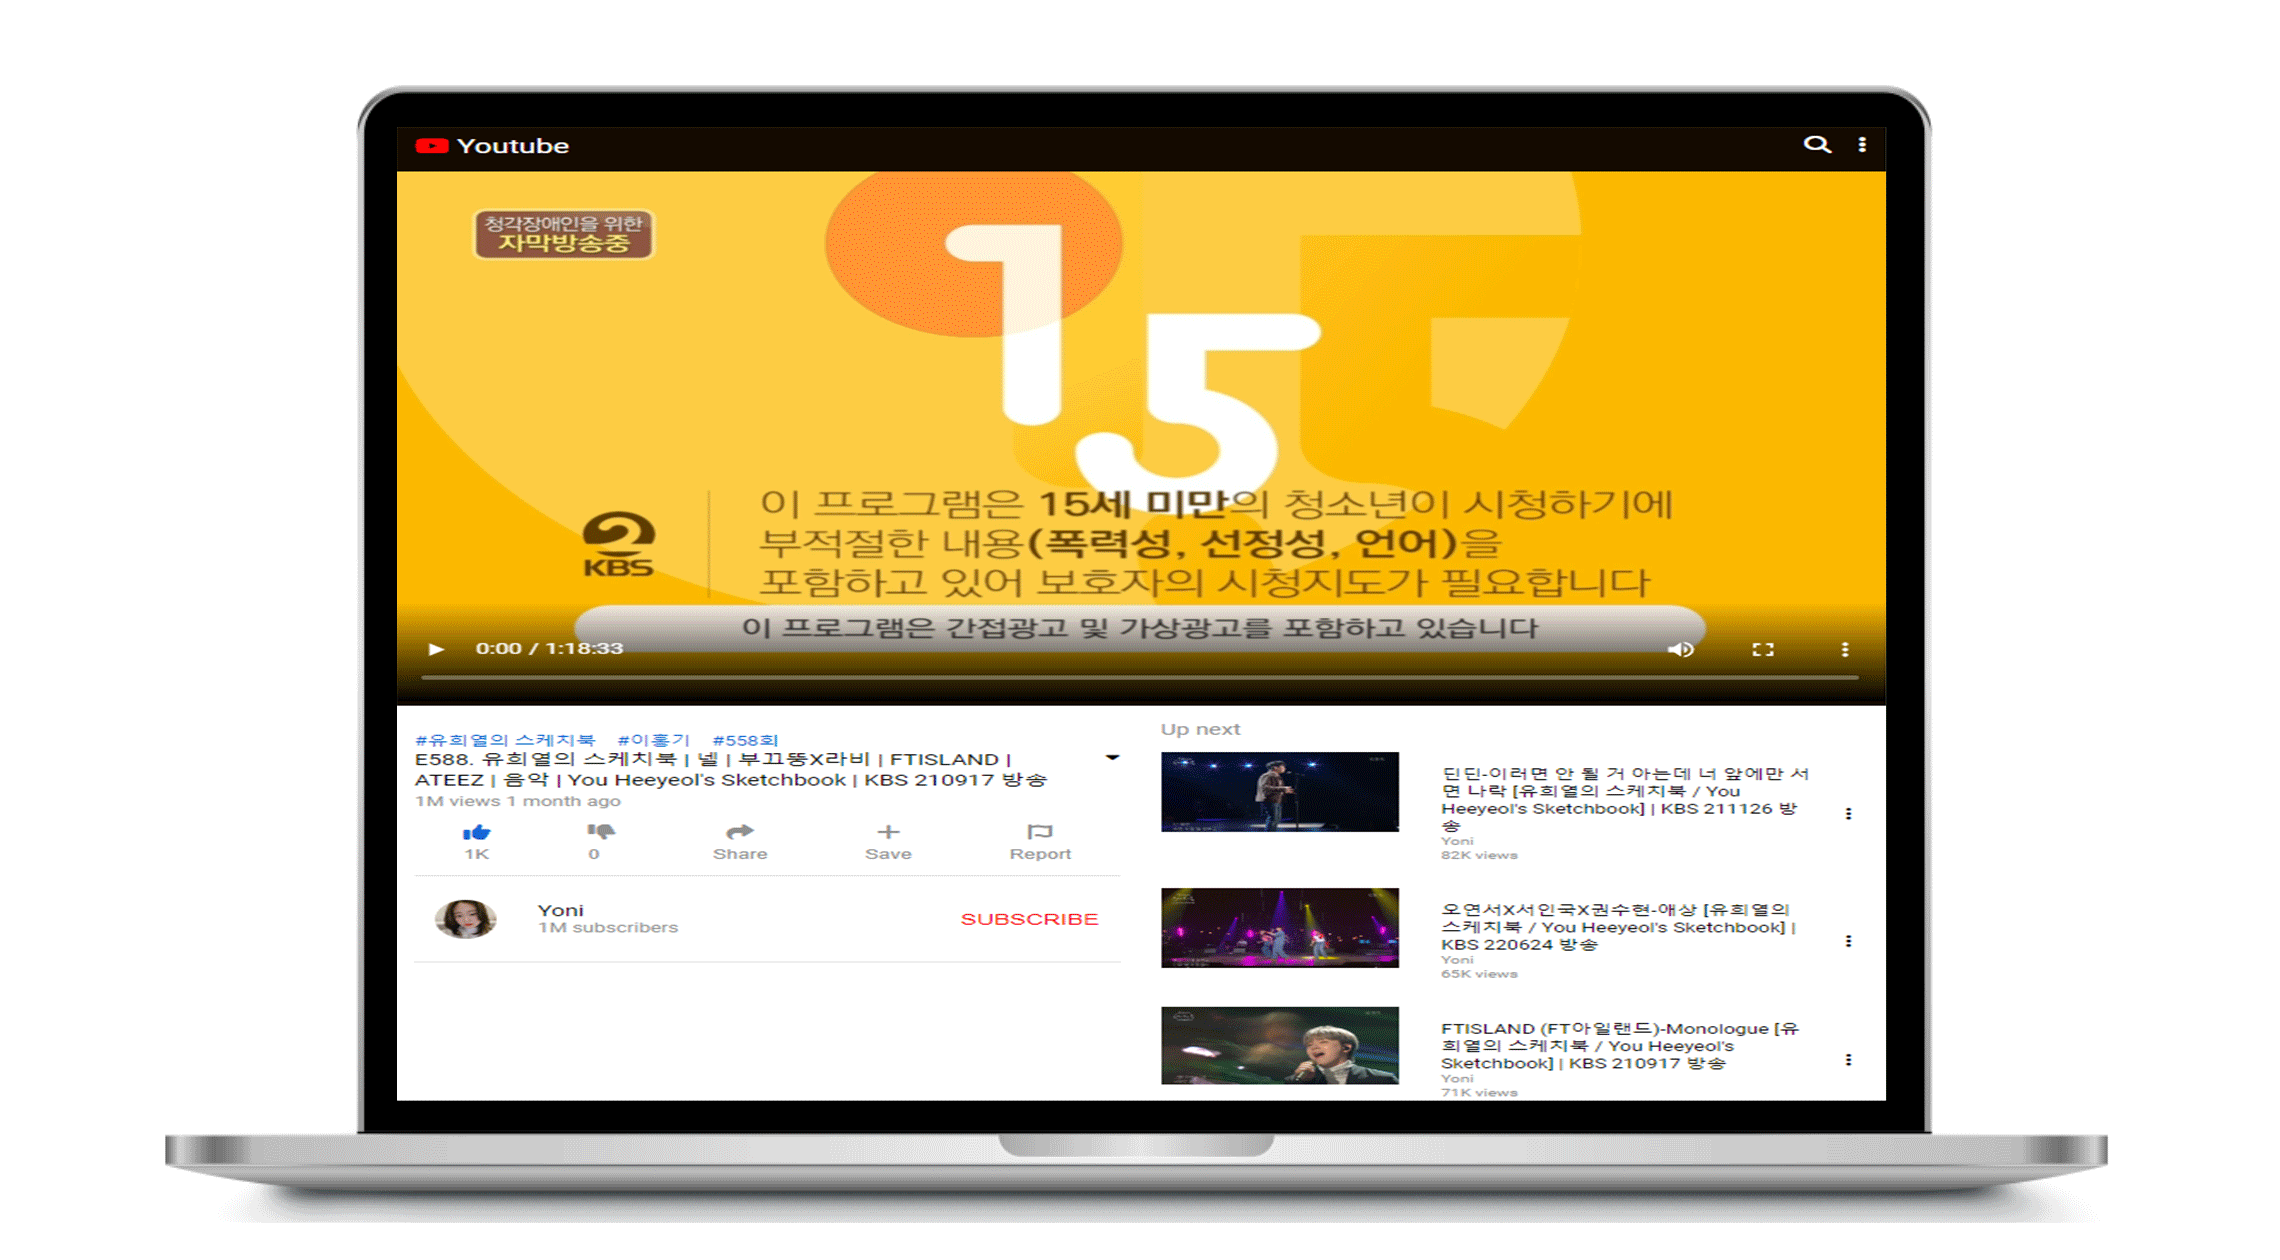 Youtube
청각장애인을 위한
자막방송중
15
이 프로그램은 15세 미만의 청소년이 시청하기에
부적절한 내용(폭력성, 선정성, 언어)을
포함하고 있어 보호자의 시청지도가 필요합니다
KBS
이 프로그램은 간접광고 및 가상광고를 포함하고 있습니다
0:00 / 1:18:33
#유희열의 스케치북 #이홍기 #558회
E588. 유희열의 스케치북 | 넬 | 부끄뚱X라비 | FTISLAND |
ATEEZ | 음악 | You Heeyeol's Sketchbook | KBS 210917 방송
1M views 1 month ago
1K
0
Share
Save
Report
Yoni
1M subscribers
SUBSCRIBE
Up next
딘딘-이러면 안 될 거 아는데 너 앞에만 서
면 나락 [유희열의 스케치북 / You
Heeyeol's Sketchbook] | KBS 211126 방
송
Yoni
82K views
오연서X서인국X권수현-애상 [유희열의
스케치북 / You Heeyeol's Sketchbook] |
KBS 220624 방송
Yoni
65K views
FTISLAND (FT아일랜드)-Monologue [유
희열의 스케치북 / You Heeyeol's
Sketchbook] | KBS 210917 방송
Yoni
71K views